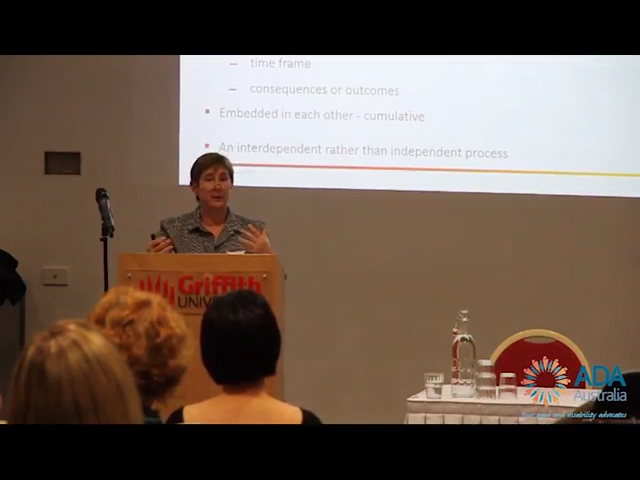 – time frame
– consequences or outcomes
▪ Embedded in each other - cumulative
▪ An interdependent rather than independent process
Griffith
UNIVERSITY
ADA
Australia